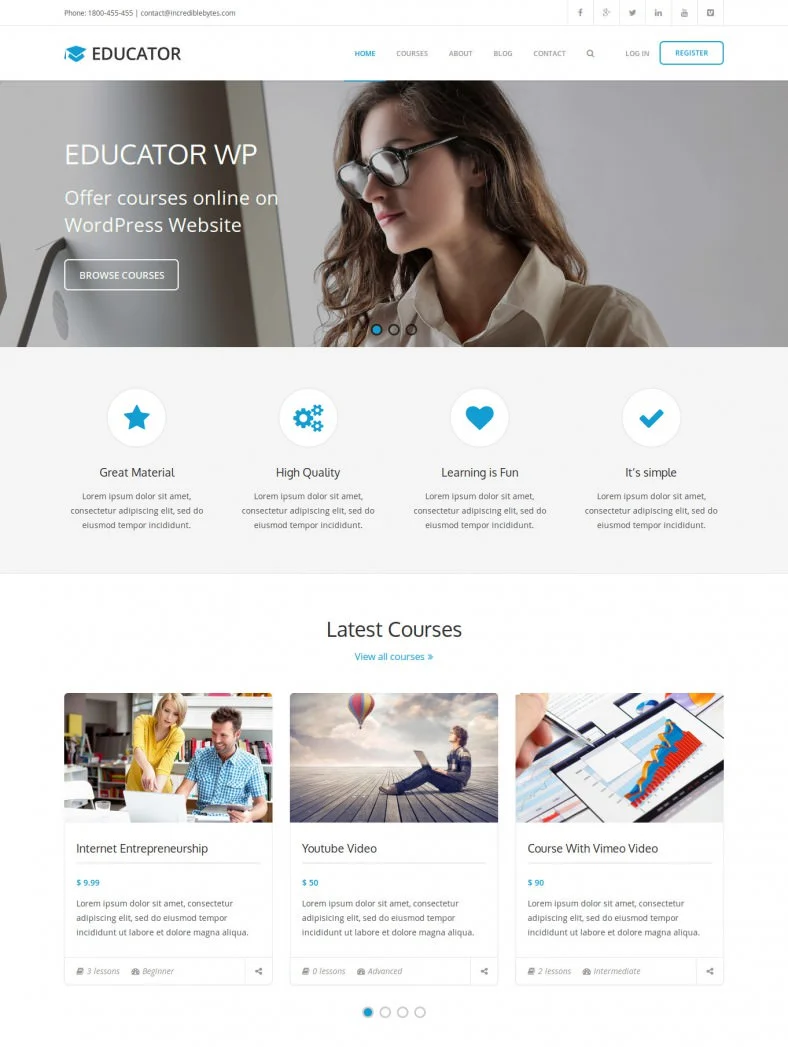 Phone: 1800-455-455 | contact@incrediblebytes.com
EDUCATOR
HOME COURSES ABOUT BLOG CONTACT LOG IN REGISTER
EDUCATOR WP
Offer courses online on
WordPress Website
BROWSE COURSES
Great Material High Quality Learning is Fun It's simple
Lorem ipsum dolor sit amet, Lorem ipsum dolor sit amet, Lorem ipsum dolor sit amet, Lorem ipsum dolor sit amet,
consectetur adipiscing elit, sed do consectetur adipiscing elit, sed do consectetur adipiscing elit, sed do consectetur adipiscing elit, sed do
eiusmod tempor incididunt. eiusmod tempor incididunt. eiusmod tempor incididunt. eiusmod tempor incididunt.
Latest Courses
View all courses »
Internet Entrepreneurship
$ 9.99
Lorem ipsum dolor sit amet, consectetur
adipiscing elit, sed do eiusmod tempor
incididunt ut labore et dolore magna aliqua.
3 lessons Beginner
Youtube Video
$ 50
Lorem ipsum dolor sit amet, consectetur
adipiscing elit, sed do eiusmod tempor
incididunt ut labore et dolore magna aliqua.
0 lessons Advanced
Course With Vimeo Video
$ 90
Lorem ipsum dolor sit amet, consectetur
adipiscing elit, sed do eiusmod tempor
incididunt ut labore et dolore magna aliqua.
2 lessons Intermediate